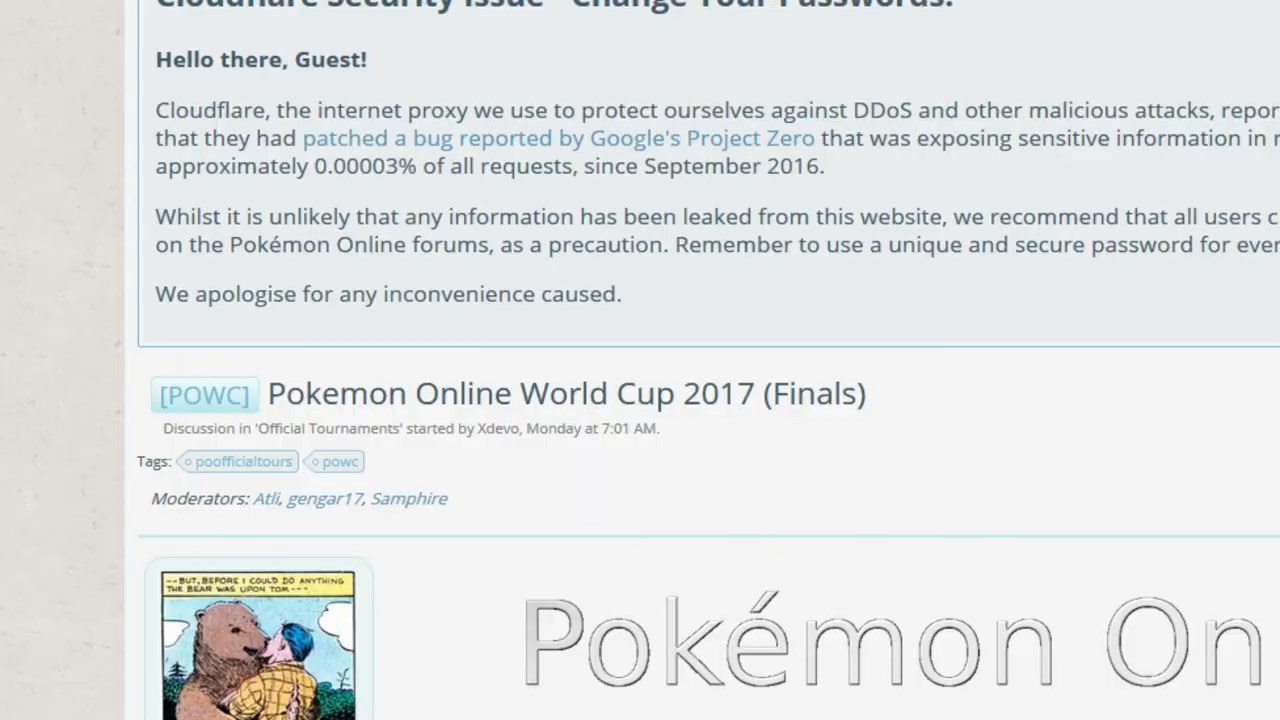 Cloudflare Security Issue - Change Your Passwords!
Hello there, Guest!
Cloudflare, the internet proxy we use to protect ourselves against DDoS and other malicious attacks, repor
that they had patched a bug reported by Google's Project Zero that was exposing sensitive information in
approximately 0.00003% of all requests, since September 2016.
Whilst it is unlikely that any information has been leaked from this website, we recommend that all users c
on the Pokémon Online forums, as a precaution. Remember to use a unique and secure password for ever
We apologise for any inconvenience caused.
[POWC] Pokemon Online World Cup 2017 (Finals)
Discussion in 'Official Tournaments' started by Xdevo, Monday at 7:01 AM.
Tags: poofficialtours powc
Moderators: Atli, gengar17, Samphire
--BUT, BEFORE I COULD DO ANYTHING
THE BEAR WAS UPON TOM---
Pokémon On